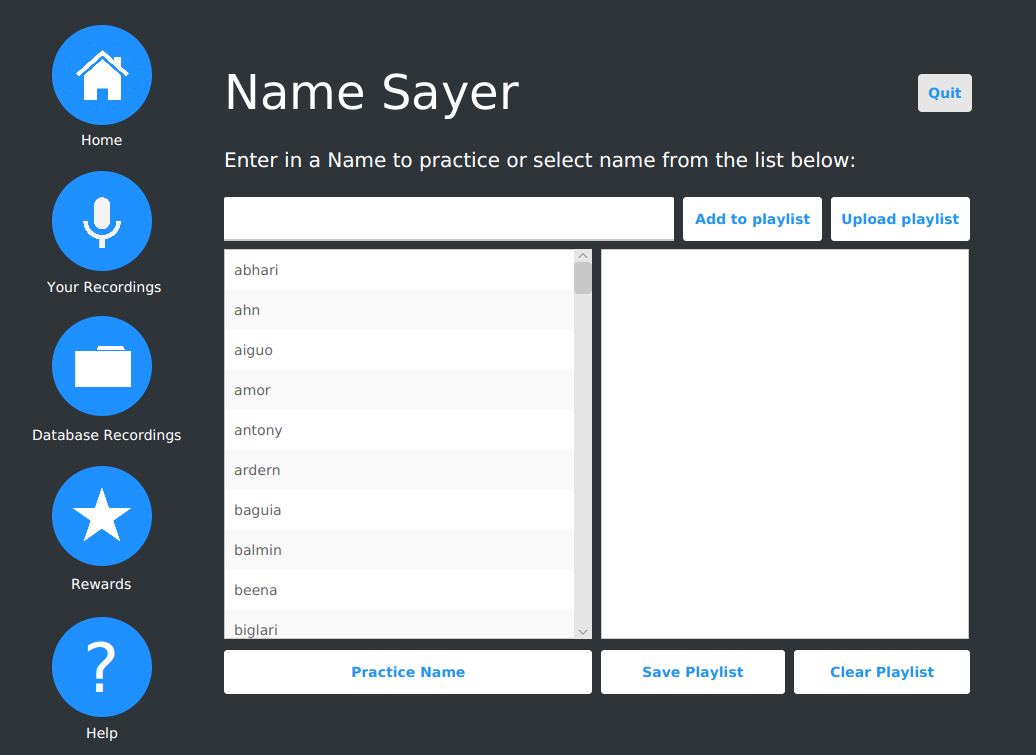 Home
Your Recordings
Database Recordings
Rewards
?
Help
Name Sayer
Quit
Enter in a Name to practice or select name from the list below:
Add to playlist
Upload playlist
abhari
ahn
aiguo
amor
antony
ardern
baguia
balmin
beena
biglari
Practice Name
Save Playlist
Clear Playlist